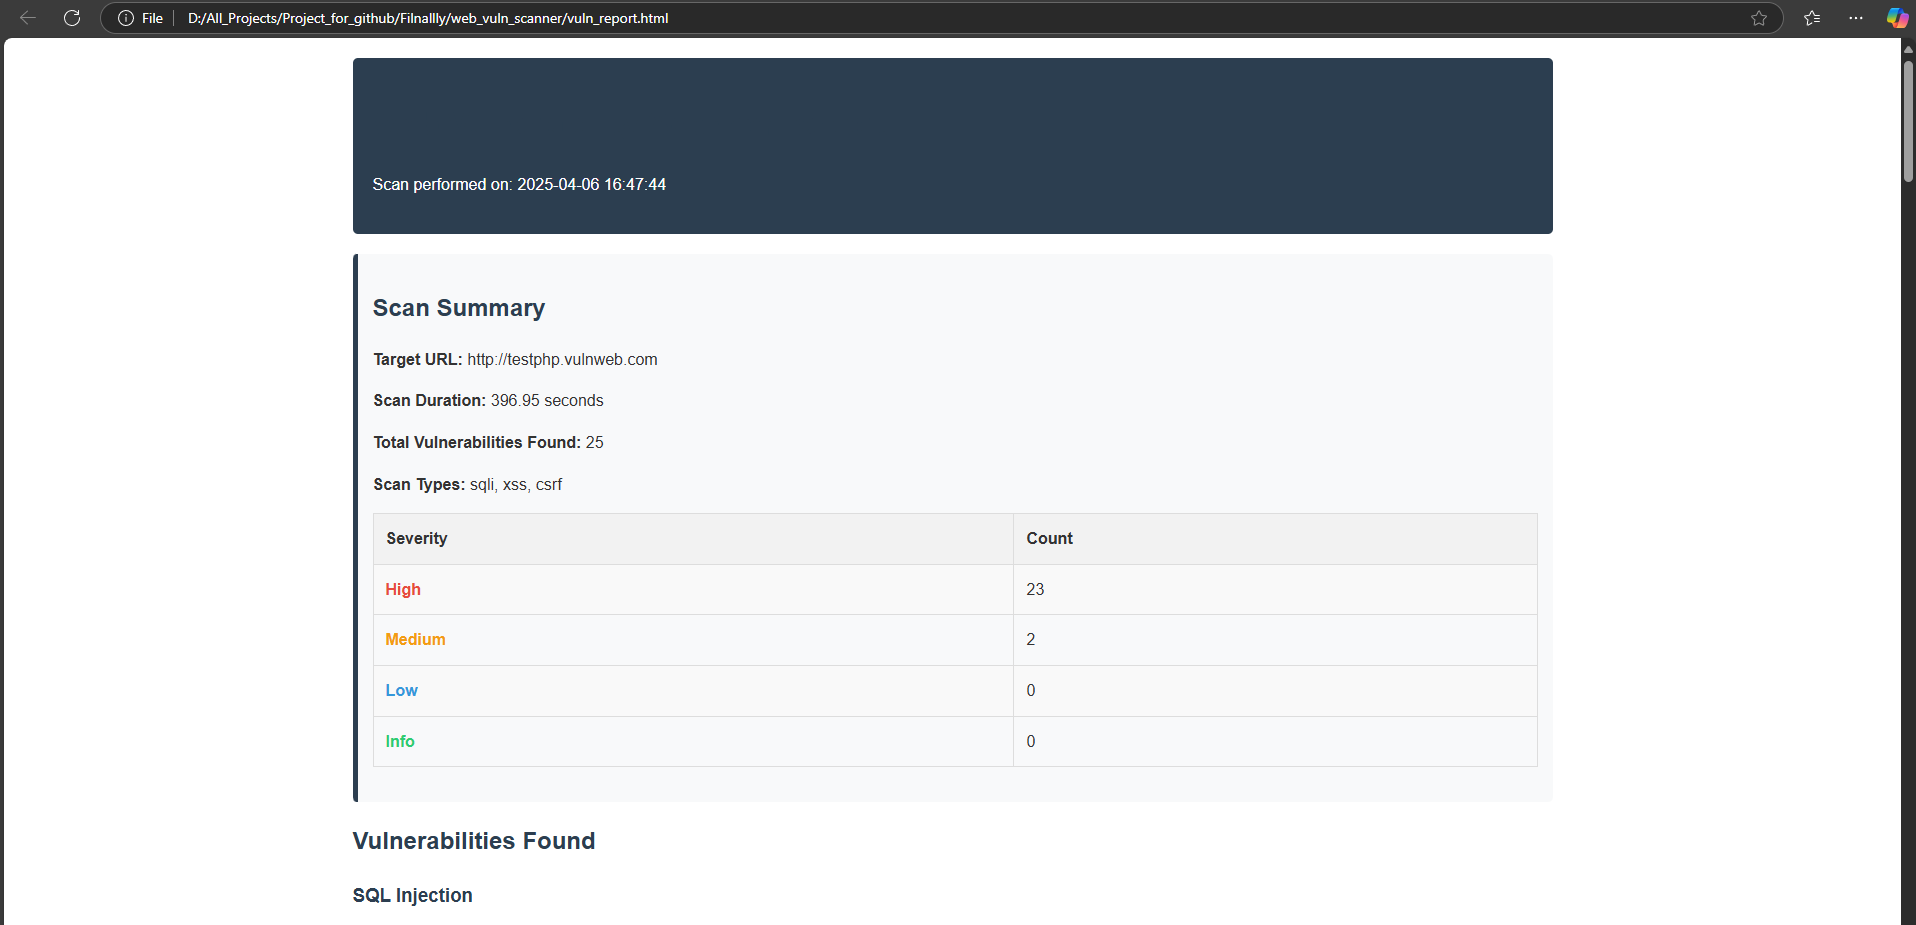 File D:/All_Projects/Project_for_github/Filnallly/web_vuln_scanner/vuln_report.html
Scan performed on: 2025-04-06 16:47:44
Scan Summary
Target URL: http://testphp.vulnweb.com
Scan Duration: 396.95 seconds
Total Vulnerabilities Found: 25
Scan Types: sqli, xss, csrf
Severity Count
High 23
Medium 2
Low 0
Info 0
Vulnerabilities Found
SQL Injection